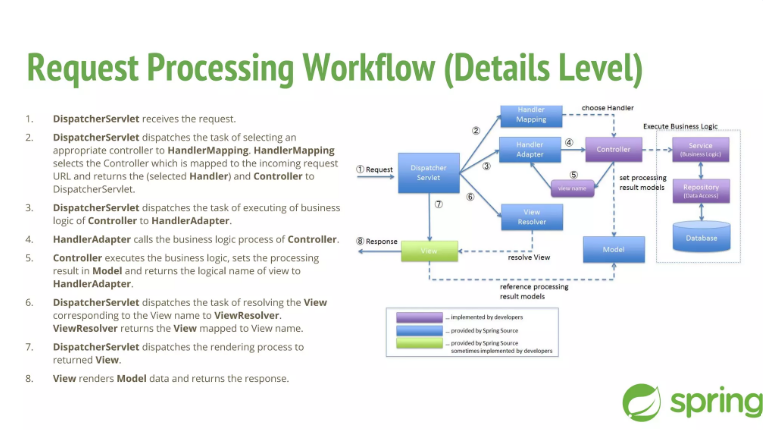 Request Processing Workflow (Details Level)
1. DispatcherServlet receives the request.
2. DispatcherServlet dispatches the task of selecting an
appropriate controller to HandlerMapping. HandlerMapping
selects the Controller which is mapped to the incoming request
URL and returns the (selected Handler) and Controller to
DispatcherServlet.
3. DispatcherServlet dispatches the task of executing of business
logic of Controller to HandlerAdapter.
4. HandlerAdapter calls the business logic process of Controller.
5. Controller executes the business logic, sets the processing
result in Model and returns the logical name of view to
HandlerAdapter.
6. DispatcherServlet dispatches the task of resolving the View
corresponding to the View name to ViewResolver.
ViewResolver returns the View mapped to View name.
7. DispatcherServlet dispatches the rendering process to
returned View.
8. View renders Model data and returns the response.
Handler
Mapping
choose Handler
②
Execute Business Logic
Handler
Adapter
④
Controller
Service
(Business Logic)
① Request
Dispatcher
Servlet
③
⑤
view name
set processing
result models
Repository
(Data Access)
⑥
⑦
View
Resolver
Database
⑧ Response
View
resolve View
Model
reference processing
result models
... implemented by developers
... provided by Spring Source
... provided by Spring Source
sometimes implemented by developers
spring